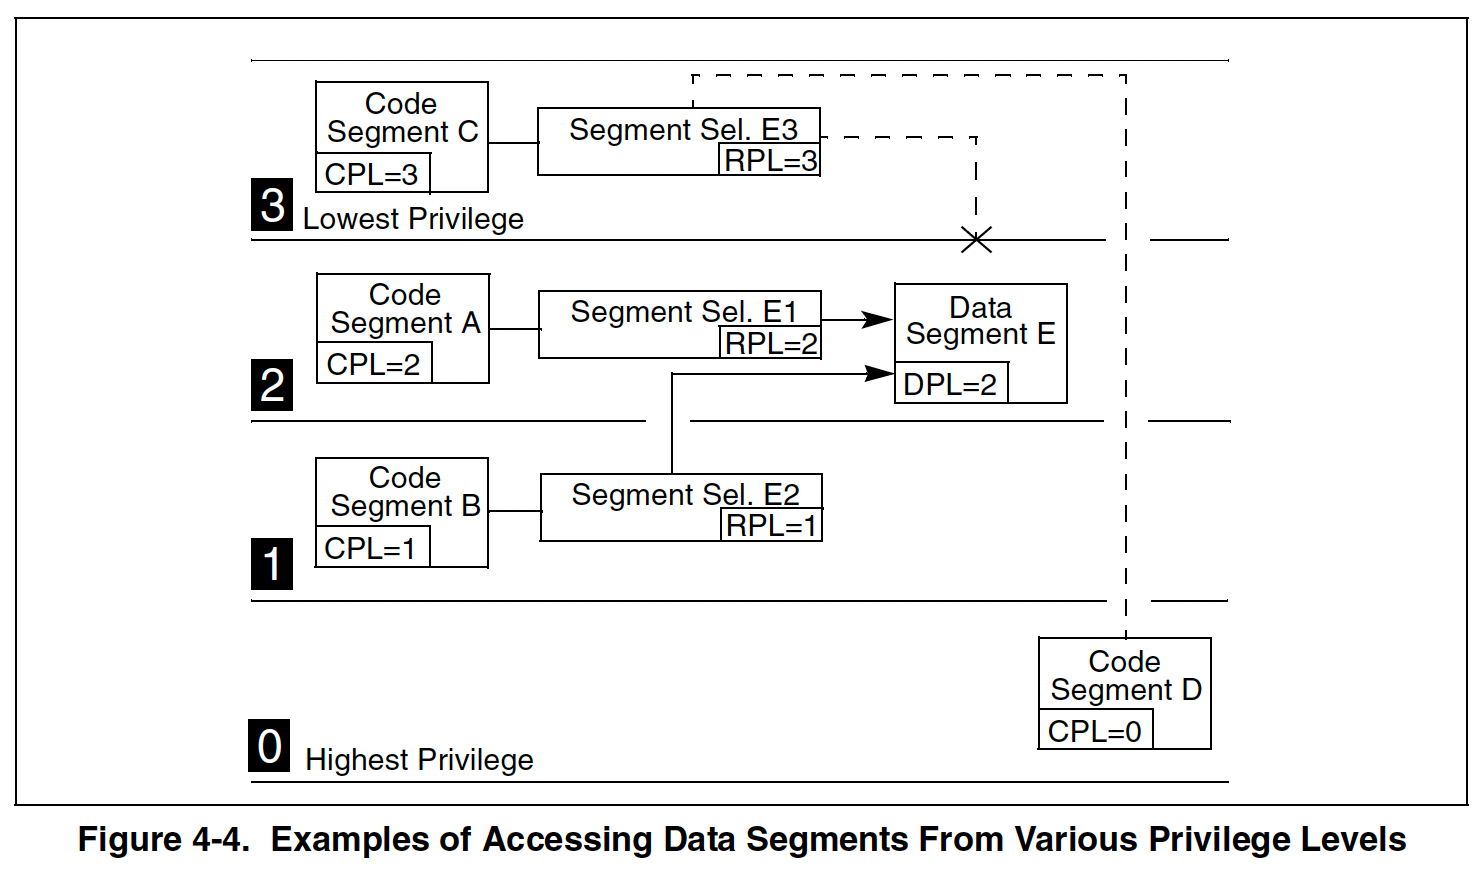 Code
Segment C
CPL=3
Segment Sel. E3
RPL=3
3
Lowest Privilege
Code
Segment A
CPL=2
Segment Sel. E1
RPL=2
Data
Segment E
DPL=2
2
Code
Segment B
CPL=1
Segment Sel. E2
RPL=1
1
Code
Segment D
CPL=0
0
Highest Privilege
Figure 4-4. Examples of Accessing Data Segments From Various Privilege Levels